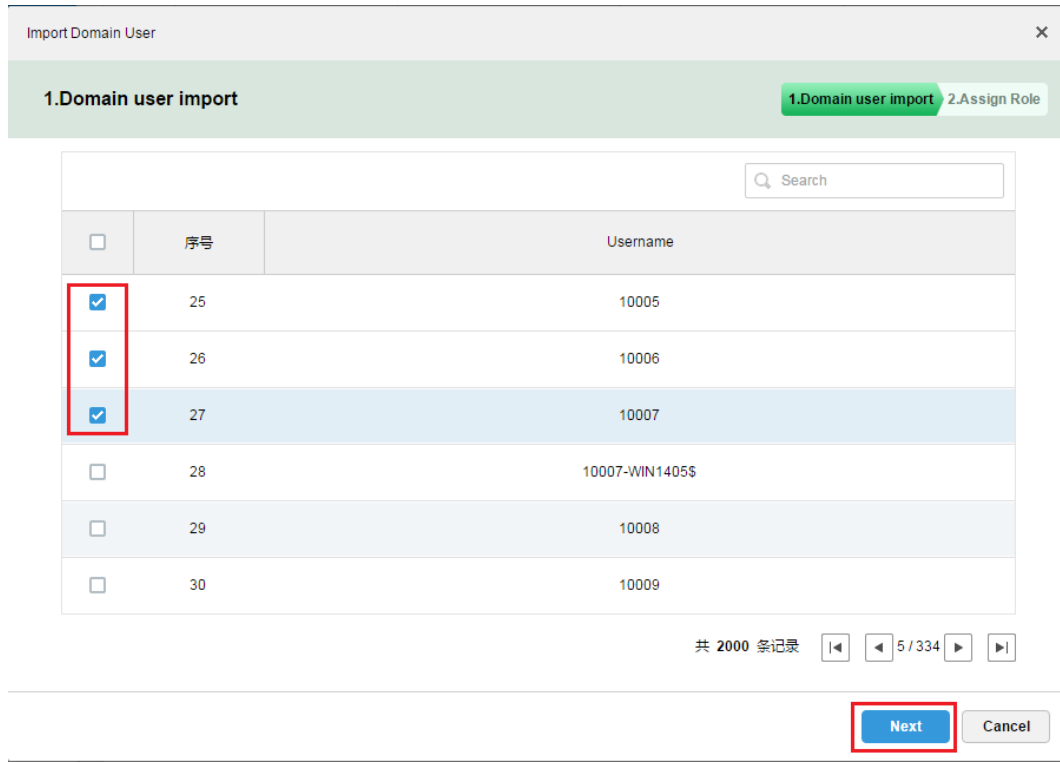 Import Domain User ×
1.Domain user import 1.Domain user import 2.Assign Role
Search
序号 Username
25 10005
26 10006
27 10007
28 10007-WIN1405$
29 10008
30 10009
共 2000 条记录 5 / 334
Next Cancel